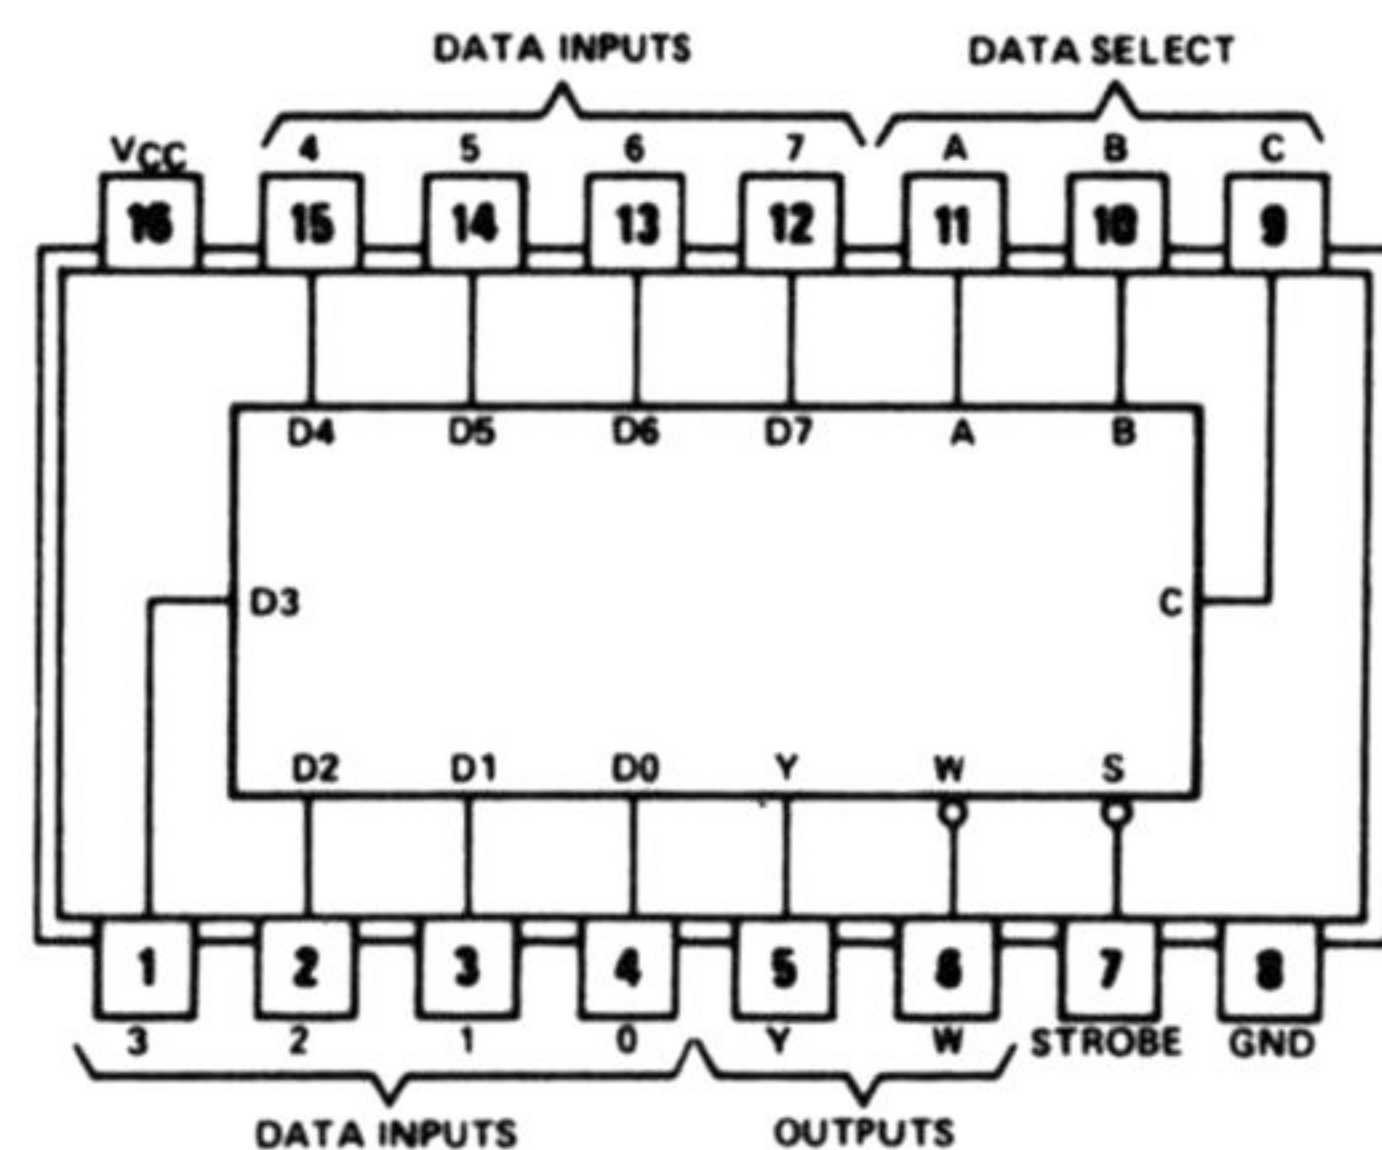 DATA INPUTS DATA SELECT
VCC 4 5 6 7 A B C
16 15 14 13 12 11 10 9
D4 D5 D6 D7 A B
D3 C
D2 D1 D0 Y W S
1 2 3 4 5 6 7 8
3 2 1 0 Y W STROBE GND
DATA INPUTS OUTPUTS